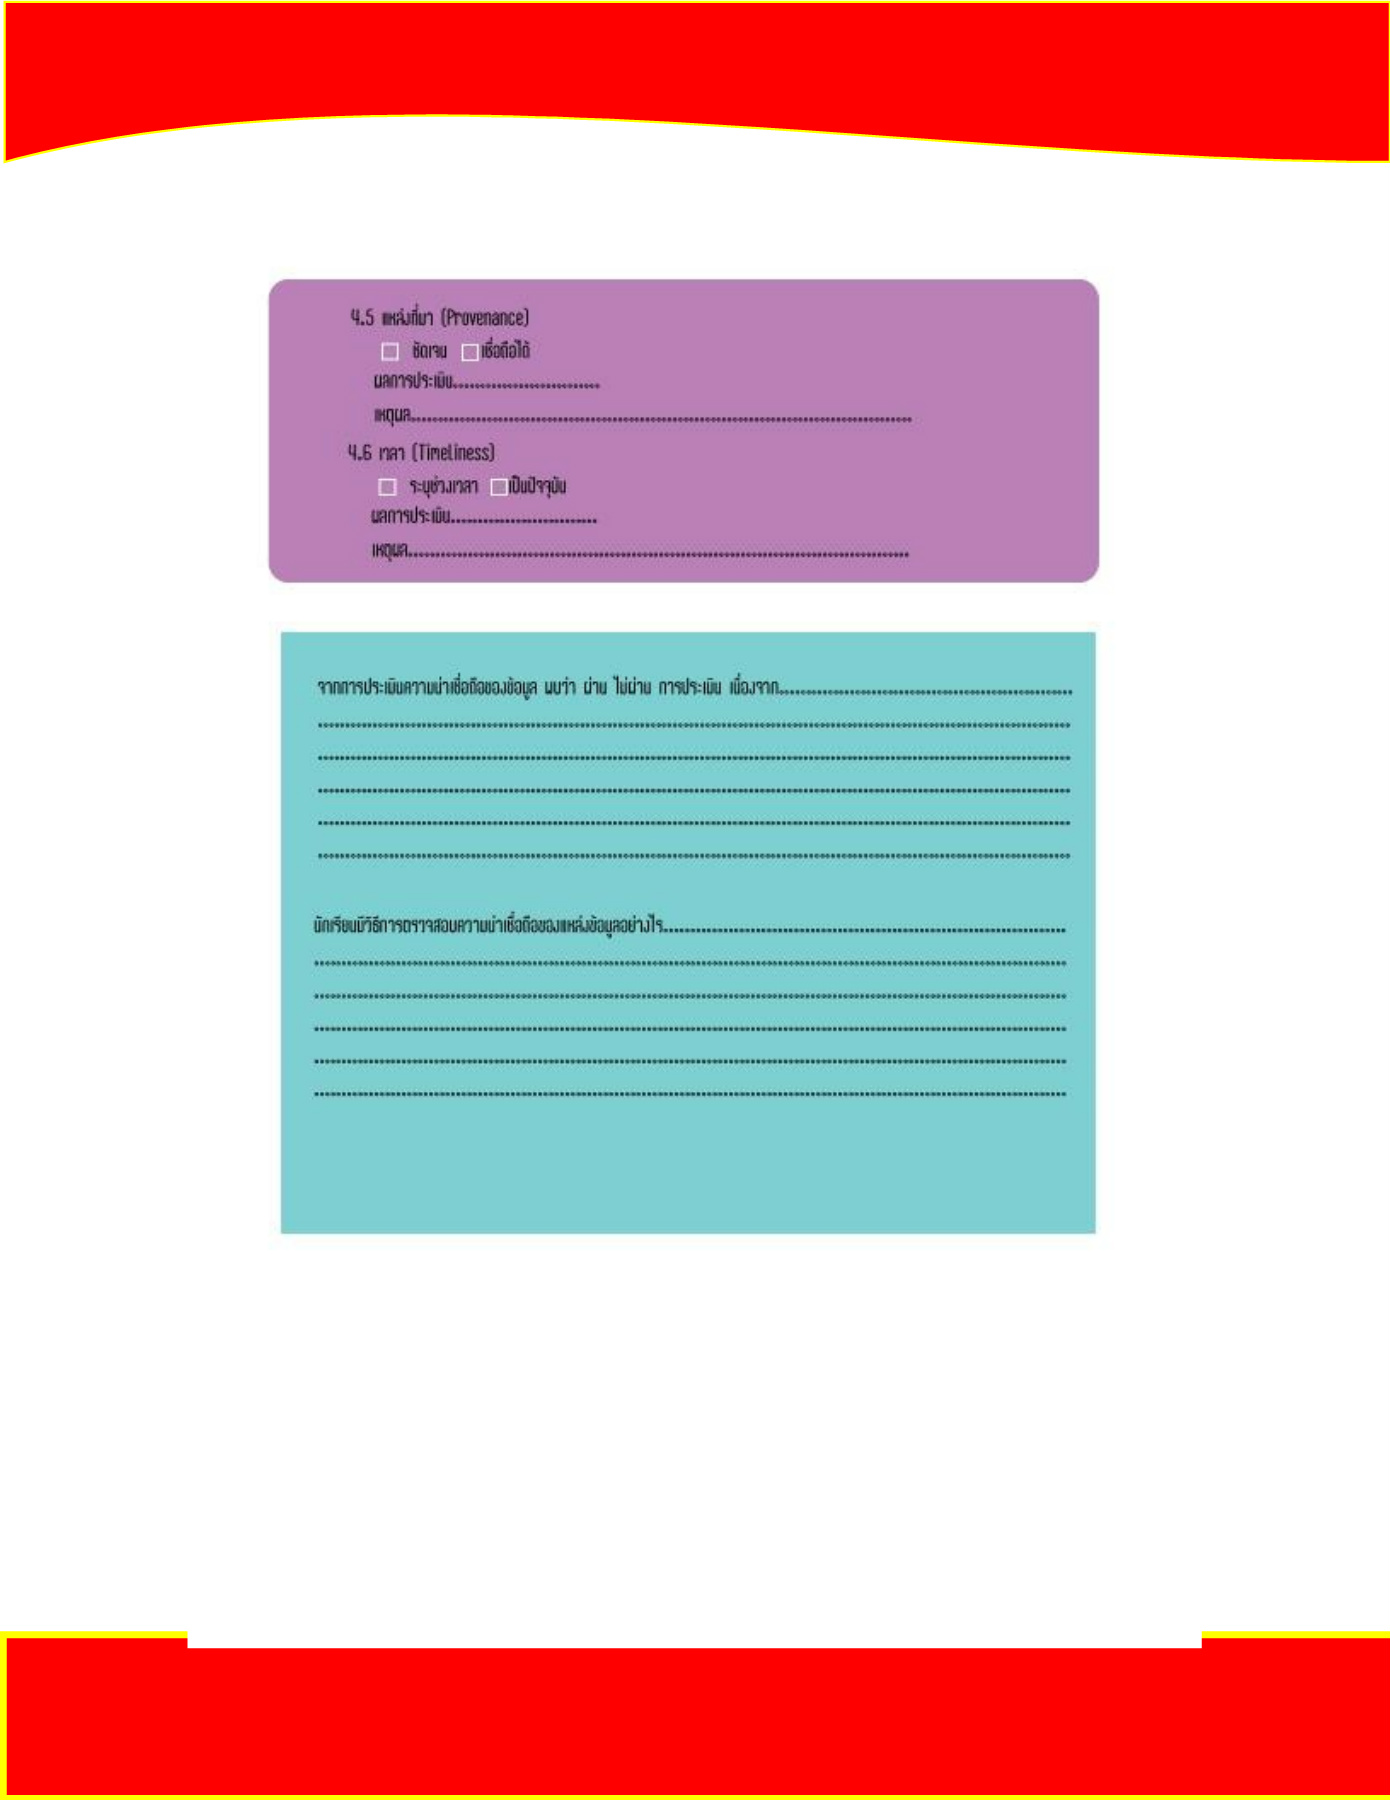 4.5 แหล่งที่มา (Provenance)
ชัดเจน เชื่อถือได้
ผลการประเมิน...........................
เหตุผล............................................................................................
4.6 เวลา (Timeliness)
ระบุช่วงเวลา เป็นปัจจุบัน
ผลการประเมิน...........................
เหตุผล............................................................................................
จากการประเมินความน่าเชื่อถือของข้อมูล พบว่า ผ่าน ไม่ผ่าน การประเมิน เนื่องจาก......................................................
..........................................................................................................................................
..........................................................................................................................................
..........................................................................................................................................
..........................................................................................................................................
..........................................................................................................................................
นักเรียนมีวิธีการตรวจสอบความน่าเชื่อถือของแหล่งข้อมูลอย่างไร..........................................................................
..........................................................................................................................................
..........................................................................................................................................
..........................................................................................................................................
..........................................................................................................................................
..........................................................................................................................................